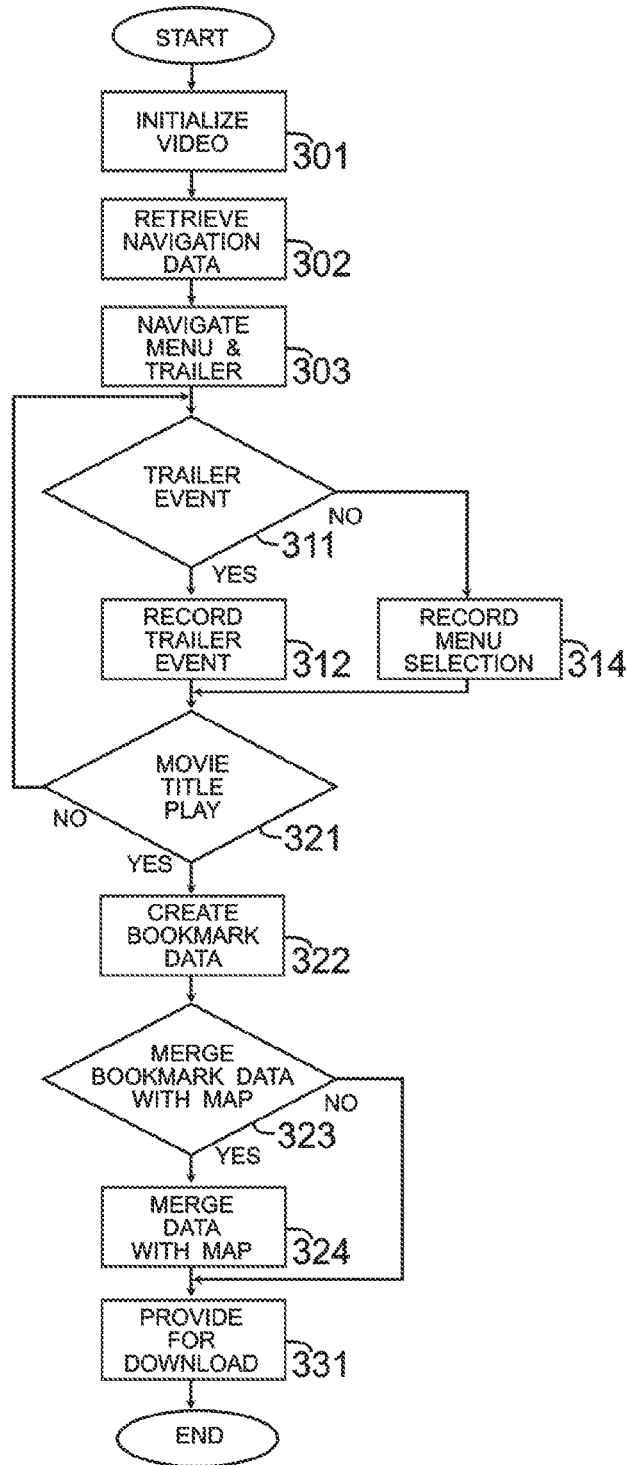 START
INITIALIZE
VIDEO
301
RETRIEVE
NAVIGATION
DATA
302
NAVIGATE
MENU &
TRAILER
303
TRAILER
EVENT
311
NO
YES
RECORD
TRAILER
EVENT
312
RECORD
MENU
SELECTION
314
MOVIE
TITLE
PLAY
321
NO
YES
CREATE
BOOKMARK
DATA
322
MERGE
BOOKMARK DATA
WITH MAP
323
NO
YES
MERGE
DATA
WITH MAP
324
PROVIDE
FOR
DOWNLOAD
331
END